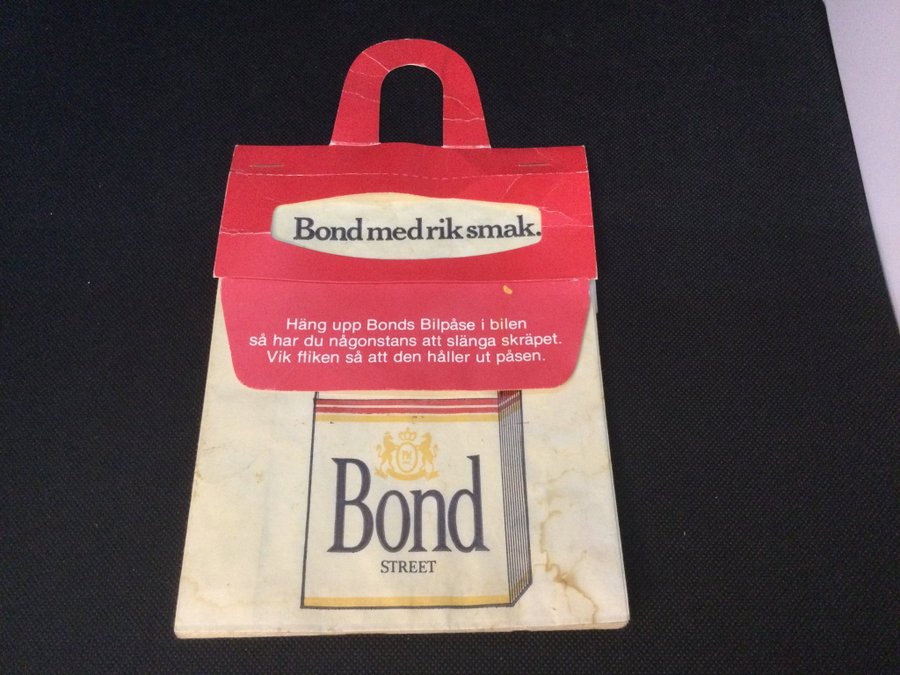 Bond med rik smak.
Häng upp Bonds Bilpåse i bilen
så har du någonstans att slänga skräpet.
Vik fliken så att den håller ut påsen.
Bond
STREET